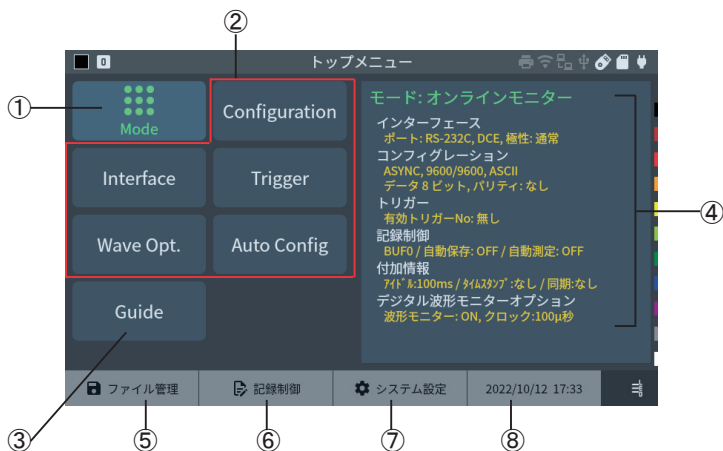 ②
0 トップメニュー
①
Mode
Configuration
Interface
Trigger
Wave Opt.
Auto Config
Guide
モード: オンラインモニター
インターフェース
ポート: RS-232C, DCE, 極性: 通常
コンフィグレーション
ASYNC, 9600/9600, ASCII
データ 8 ビット, パリティ: なし
トリガー
有効トリガーNo: 無し
記録制御
BUF0 / 自動保存: OFF / 自動測定: OFF
付加情報
ｱｲﾄﾞﾙ:100ms / ﾀｲﾑｽﾀﾝﾌﾟ:なし / 同期:なし
デジタル波形モニターオプション
波形モニター: ON, クロック:100μ秒
④
ファイル管理 記録制御 システム設定 2022/10/12 17:33
③ ⑤ ⑥ ⑦ ⑧